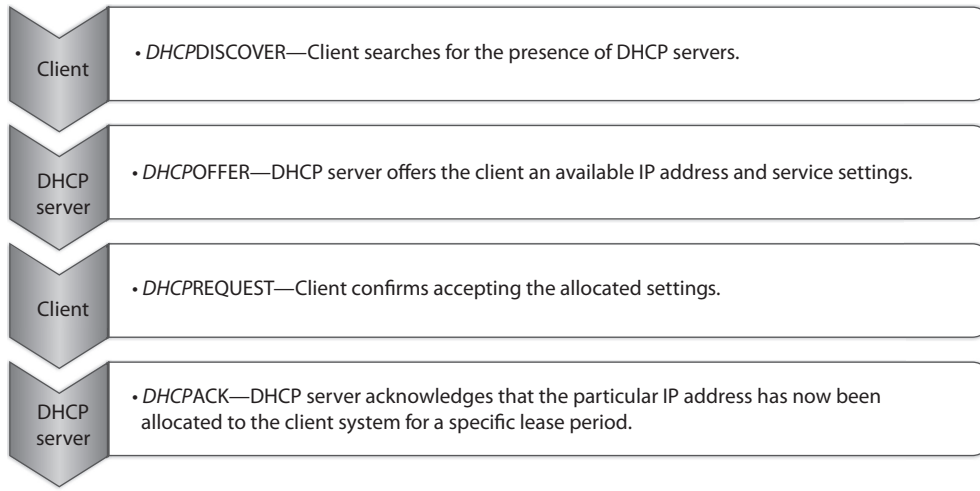 Client
• DHCPDISCOVER—Client searches for the presence of DHCP servers.
DHCP
server
• DHCPOFFER—DHCP server offers the client an available IP address and service settings.
Client
• DHCPREQUEST—Client confirms accepting the allocated settings.
DHCP
server
• DHCPACK—DHCP server acknowledges that the particular IP address has now been
allocated to the client system for a specific lease period.